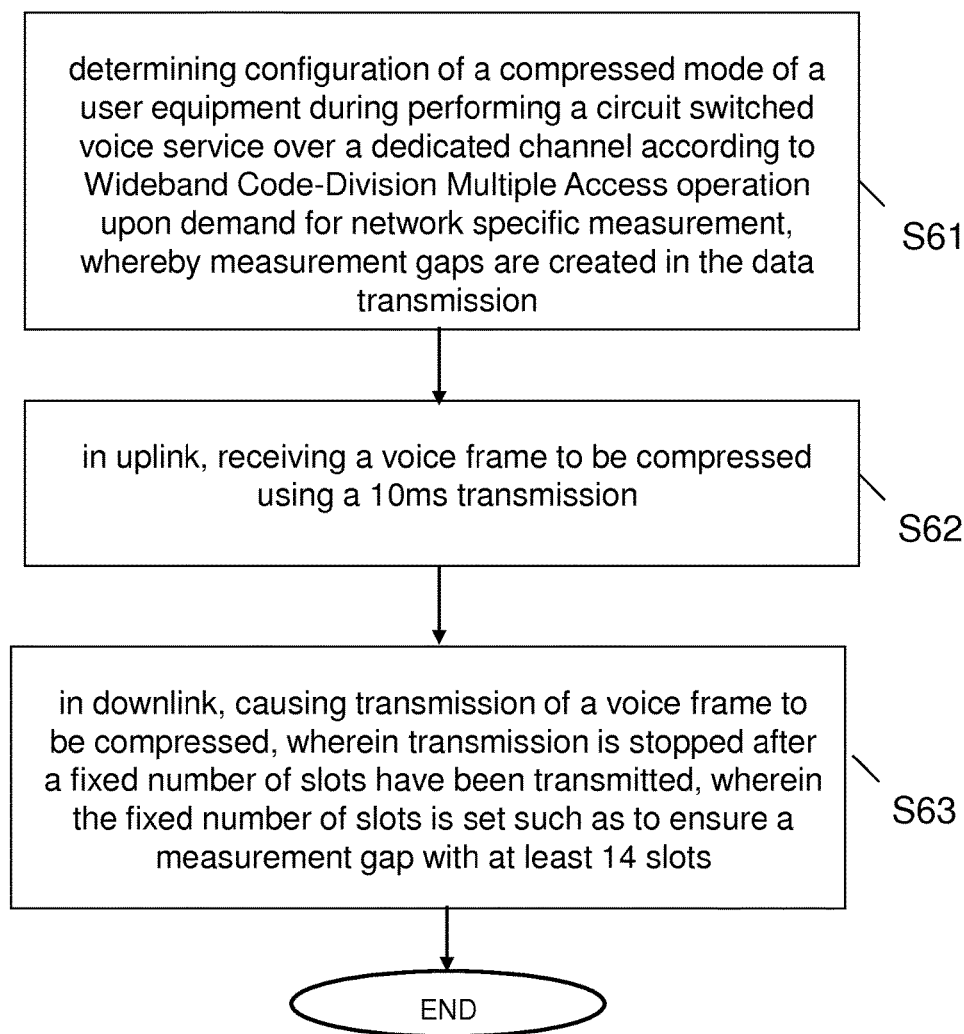 determining configuration of a compressed mode of a
user equipment during performing a circuit switched
voice service over a dedicated channel according to
Wideband Code-Division Multiple Access operation
upon demand for network specific measurement,
whereby measurement gaps are created in the data
transmission
S61
in uplink, receiving a voice frame to be compressed
using a 10ms transmission
S62
in downlink, causing transmission of a voice frame to
be compressed, wherein transmission is stopped after
a fixed number of slots have been transmitted, wherein
the fixed number of slots is set such as to ensure a
measurement gap with at least 14 slots
S63
END